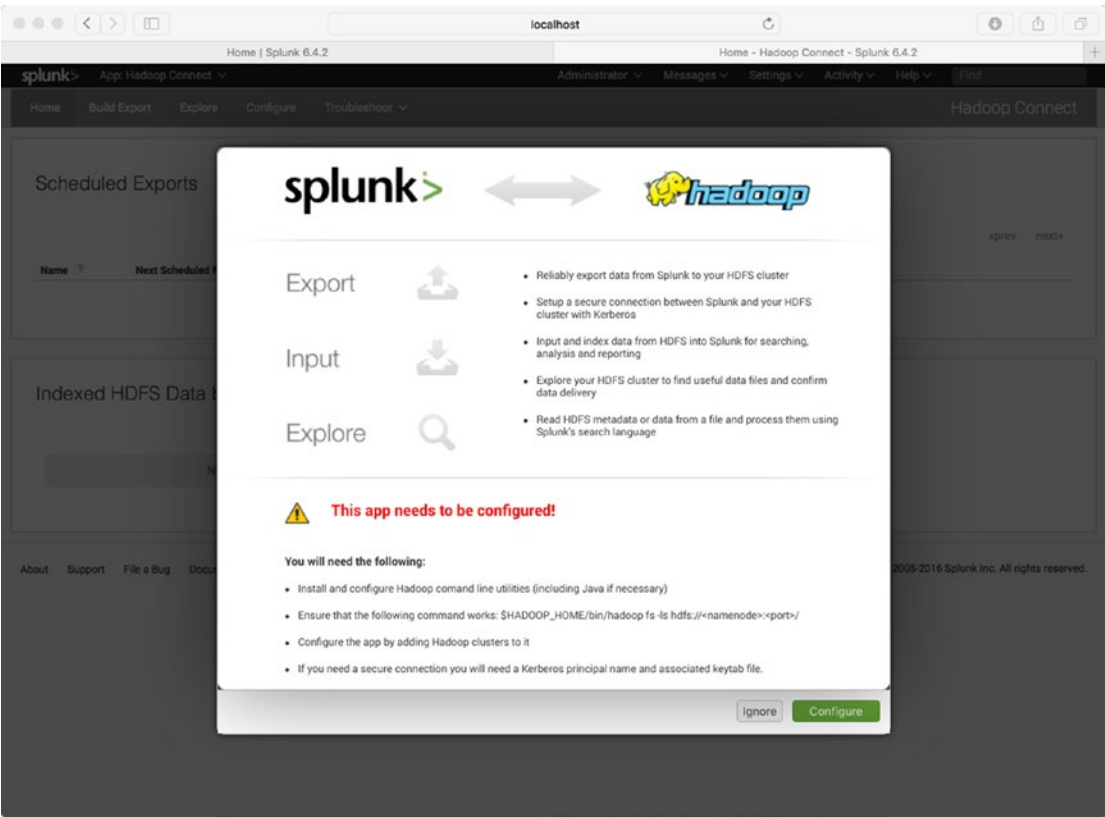 localhost
Home | Splunk 6.4.2
Home - Hadoop Connect - Splunk 6.4.2
splunk> App: Hadoop Connect Administrator Messages Settings Activity Help Find
Home Build Export Explore Configure Troubleshoot Hadoop Connect
Scheduled Exports
«prev next»
Name ? Next Scheduled
Indexed HDFS Data
About Support File a Bug
2005-2016 Splunk Inc. All rights reserved.
splunk>
hadoop
Export
Input
Explore
• Reliably export data from Splunk to your HDFS cluster
• Setup a secure connection between Splunk and your HDFS
cluster with Kerberos
• Input and index data from HDFS into Splunk for searching,
analysis and reporting
• Explore your HDFS cluster to find useful data files and confirm
data delivery
• Read HDFS metadata or data from a file and process them using
Splunk's search language
This app needs to be configured!
You will need the following:
• Install and configure Hadoop comand line utilities (including Java if necessary)
• Ensure that the following command works: $HADOOP_HOME/bin/hadoop fs -ls hdfs://<namenode>:<port>/
• Configure the app by adding Hadoop clusters to it
• If you need a secure connection you will need a Kerberos principal name and associated keytab file.
Ignore Configure